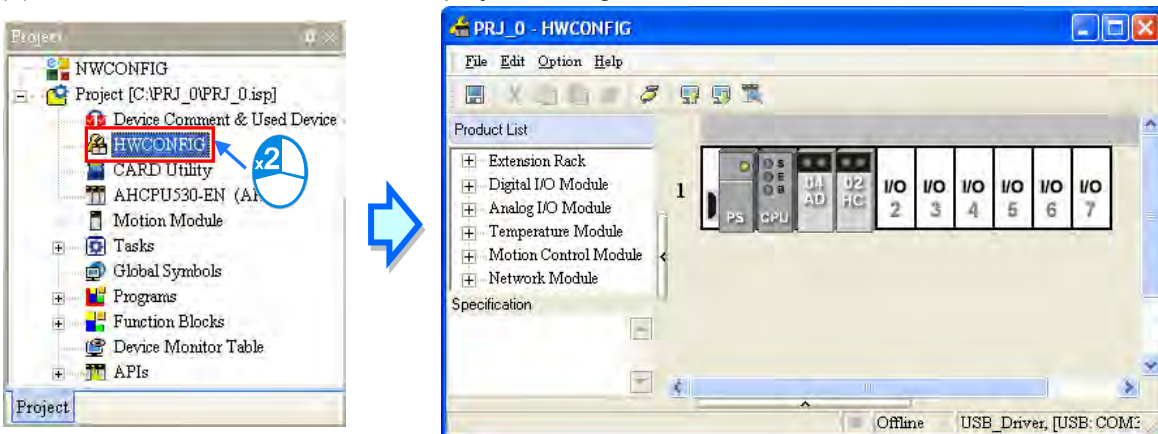 Project
NWCONFIG
Project [C:\PRJ_0\PRJ_0.isp]
Device Comment & Used Device
HWCONFIG
CARD Utility
AHCPU530-EN
Motion Module
Tasks
Global Symbols
Programs
Function Blocks
Device Monitor Table
APIs
Project
x2
PRJ_0 - HWCONFIG
File Edit Option Help
Product List
Extension Rack
Digital I/O Module
Analog I/O Module
Temperature Module
Motion Control Module
Network Module
Specification
1
PS
S
E
B
CPU
04
AD
02
HC
I/O I/O I/O I/O I/O I/O
2 3 4 5 6 7
Offline
USB_Driver, [USB: COM